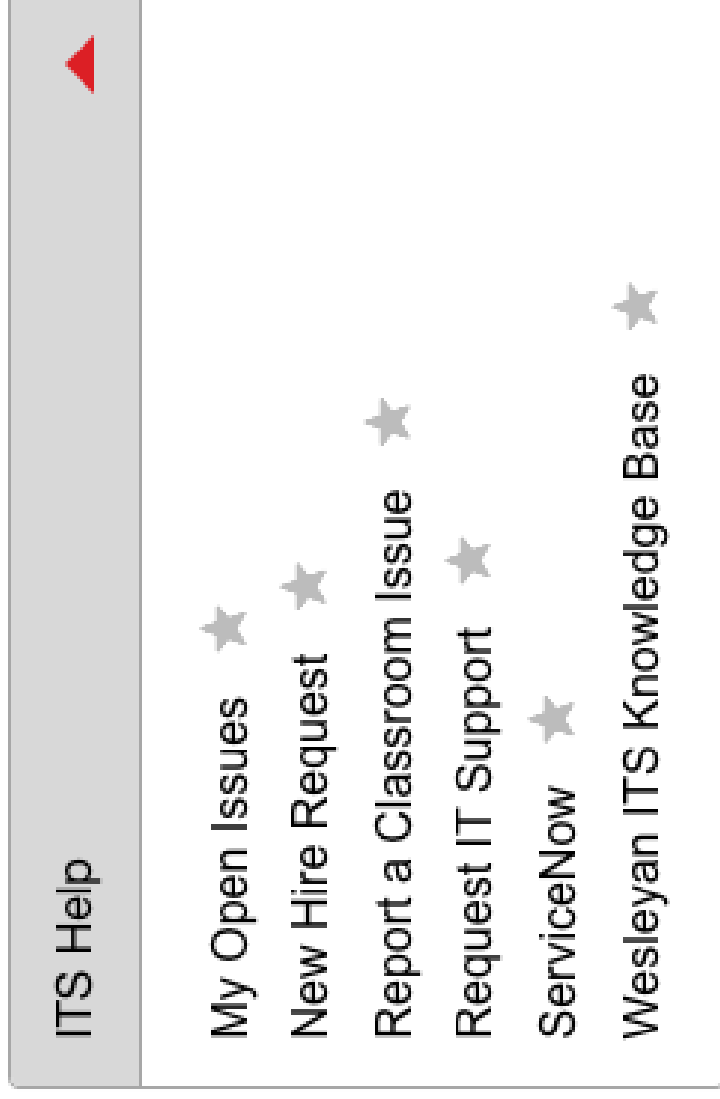 ITS Help
My Open Issues
New Hire Request
Report a Classroom Issue
Request IT Support
ServiceNow
Wesleyan ITS Knowledge Base